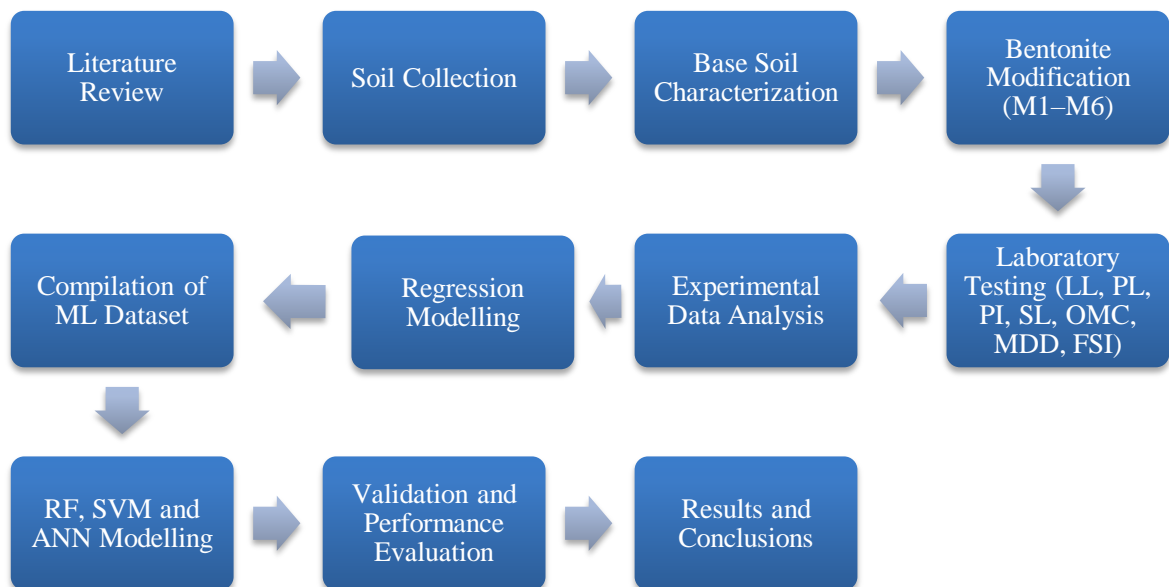 Literature
Review
Soil Collection
Base Soil
Characterization
Bentonite
Modification
(M1–M6)
Laboratory
Testing (LL, PL,
PI, SL, OMC,
MDD, FSI)
Experimental
Data Analysis
Regression
Modelling
Compilation of
ML Dataset
RF, SVM and
ANN Modelling
Validation and
Performance
Evaluation
Results and
Conclusions